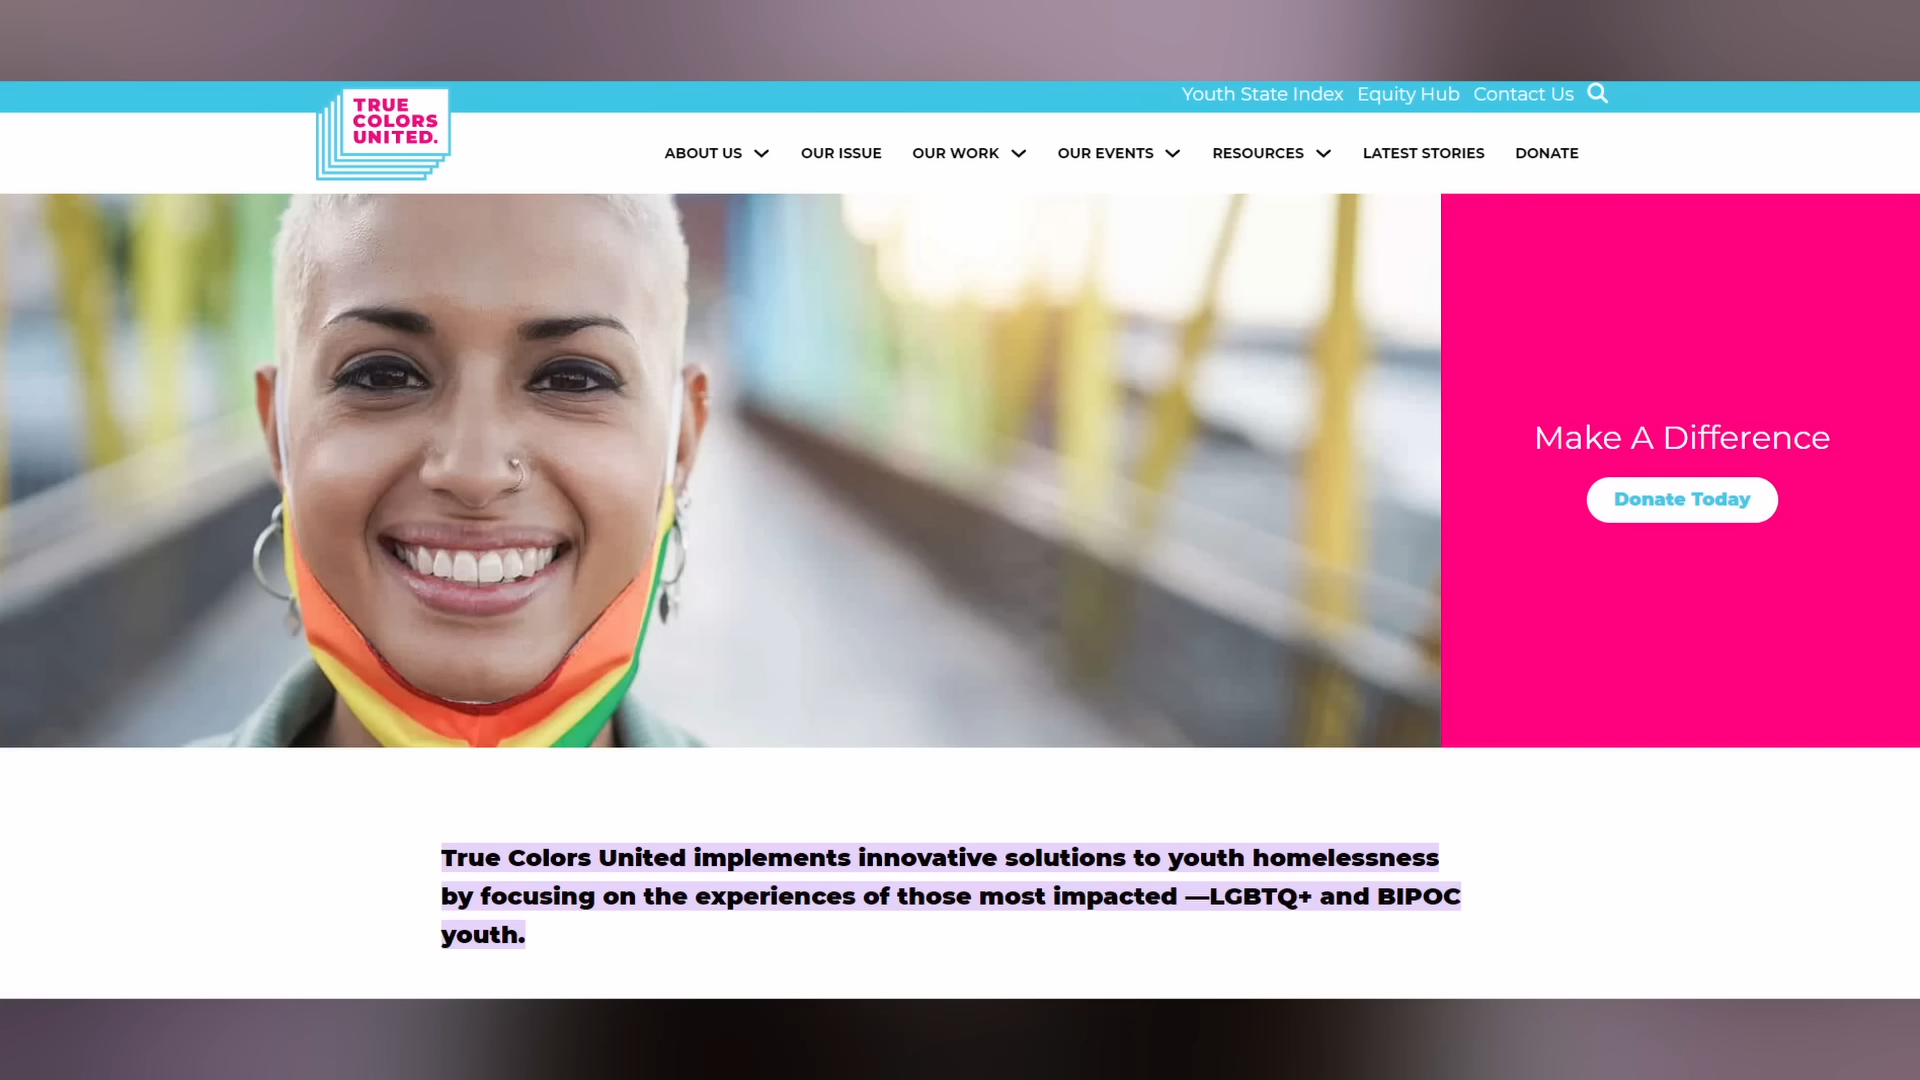 Youth State Index Equity Hub Contact Us
TRUE
COLORS
UNITED.
ABOUT US OUR ISSUE OUR WORK OUR EVENTS RESOURCES LATEST STORIES DONATE
Make A Difference
Donate Today
True Colors United implements innovative solutions to youth homelessness
by focusing on the experiences of those most impacted —LGBTQ+ and BIPOC
youth.